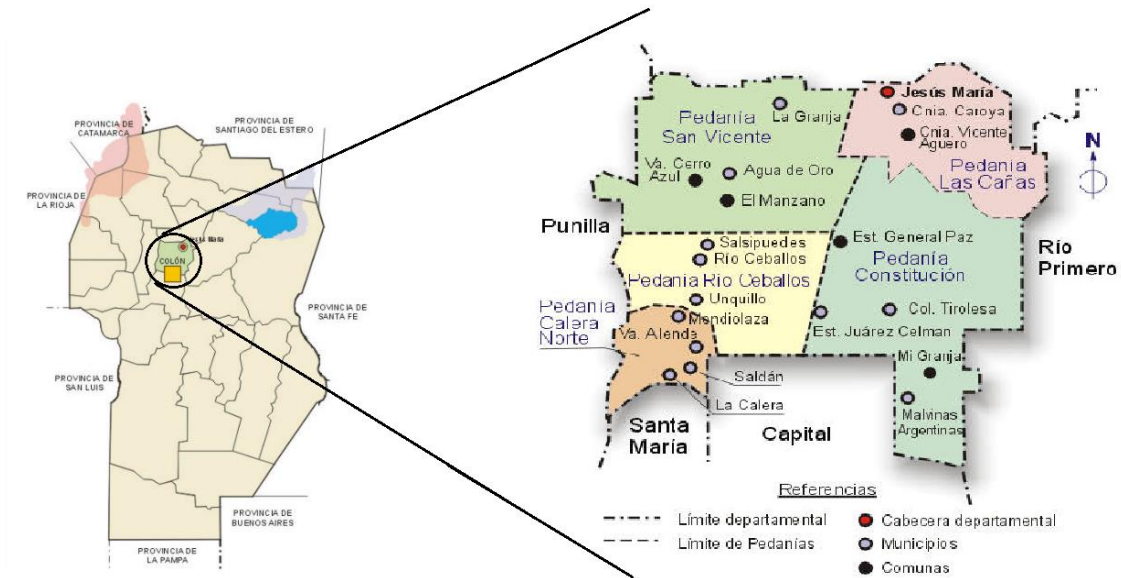 PROVINCIA DE
CATAMARCA
PROVINCIA DE
SANTIAGO DEL ESTERO
PROVINCIA DE
LA RIOJA
Jesús María
COLÓN
PROVINCIA DE
SANTA FE
PROVINCIA DE
SAN LUIS
PROVINCIA DE
BUENOS AIRES
PROVINCIA DE
LA PAMPA
Jesús María
Cnia. Caroya
Cnia. Vicente
Aguero
Pedanía
Las Cañas
La Granja
Pedanía
San Vicente
Va. Cerro
Azul
Agua de Oro
El Manzano
N
Punilla
Salsipuedes
Río Ceballos
Pedanía Río Ceballos
Unquillo
Mendiolaza
Pedanía
Calera
Norte
Va. Alende
Saldán
La Calera
Est. General Paz
Pedanía
Constitución
Col. Tirolesa
Est. Juárez Celman
Mi Granja
Malvinas
Argentinas
Río
Primero
Santa
María
Capital
Referencias
Límite departamental
Límite de Pedanías
Cabecera departamental
Municipios
Comunas